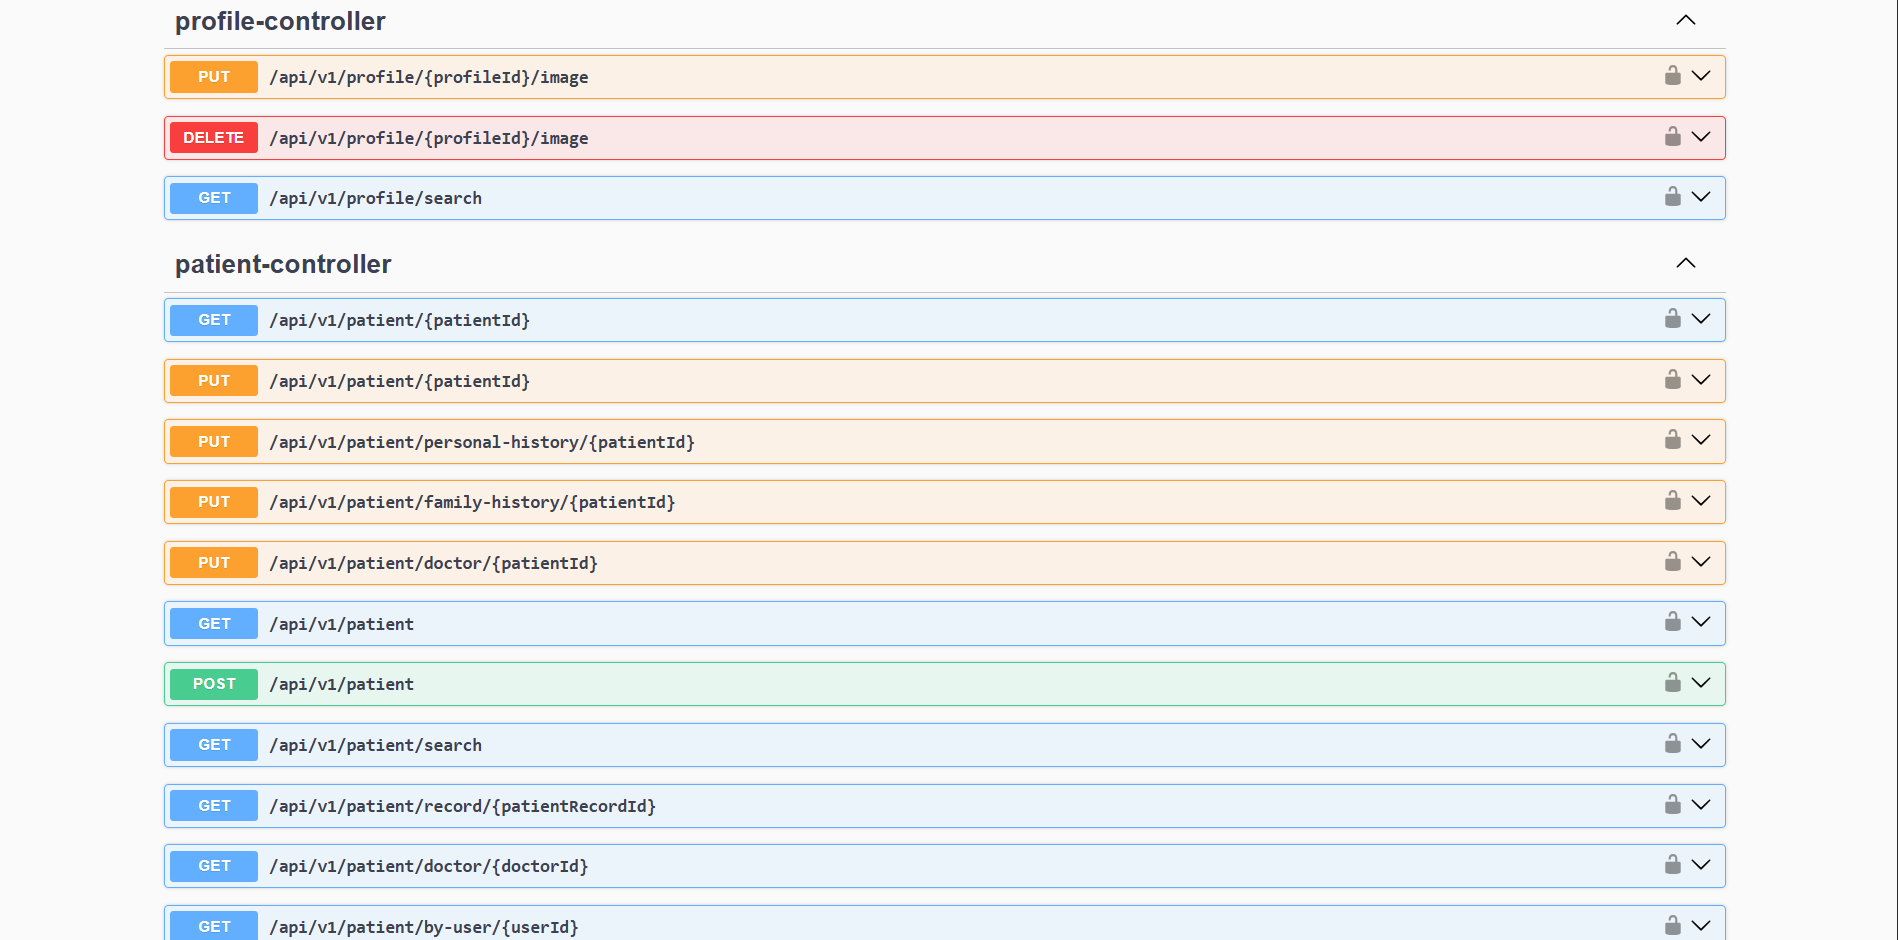 profile-controller
PUT /api/v1/profile/{profileId}/image
DELETE /api/v1/profile/{profileId}/image
GET /api/v1/profile/search
patient-controller
GET /api/v1/patient/{patientId}
PUT /api/v1/patient/{patientId}
PUT /api/v1/patient/personal-history/{patientId}
PUT /api/v1/patient/family-history/{patientId}
PUT /api/v1/patient/doctor/{patientId}
GET /api/v1/patient
POST /api/v1/patient
GET /api/v1/patient/search
GET /api/v1/patient/record/{patientRecordId}
GET /api/v1/patient/doctor/{doctorId}
GET /api/v1/patient/by-user/{userId}